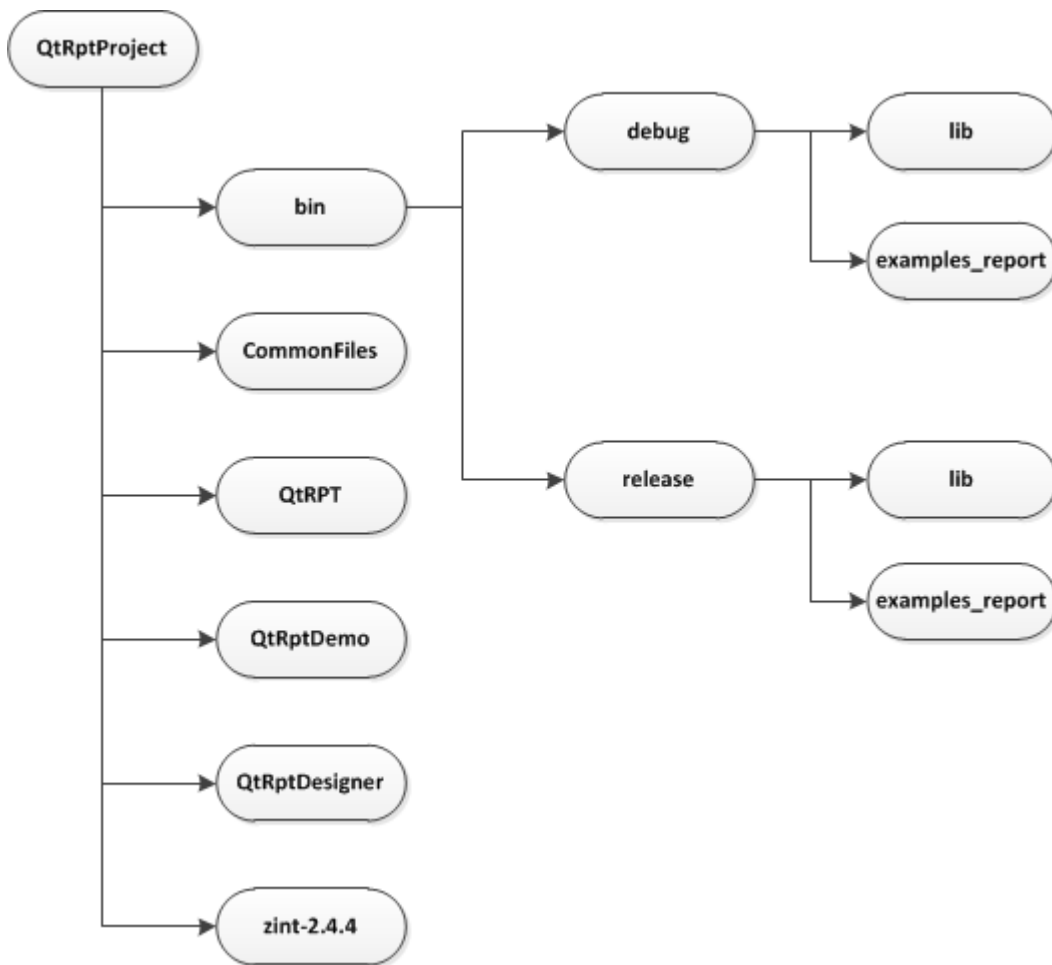 QtRptProject
debug
lib
bin
examples_report
CommonFiles
release
lib
QtRPT
examples_report
QtRptDemo
QtRptDesigner
zint-2.4.4